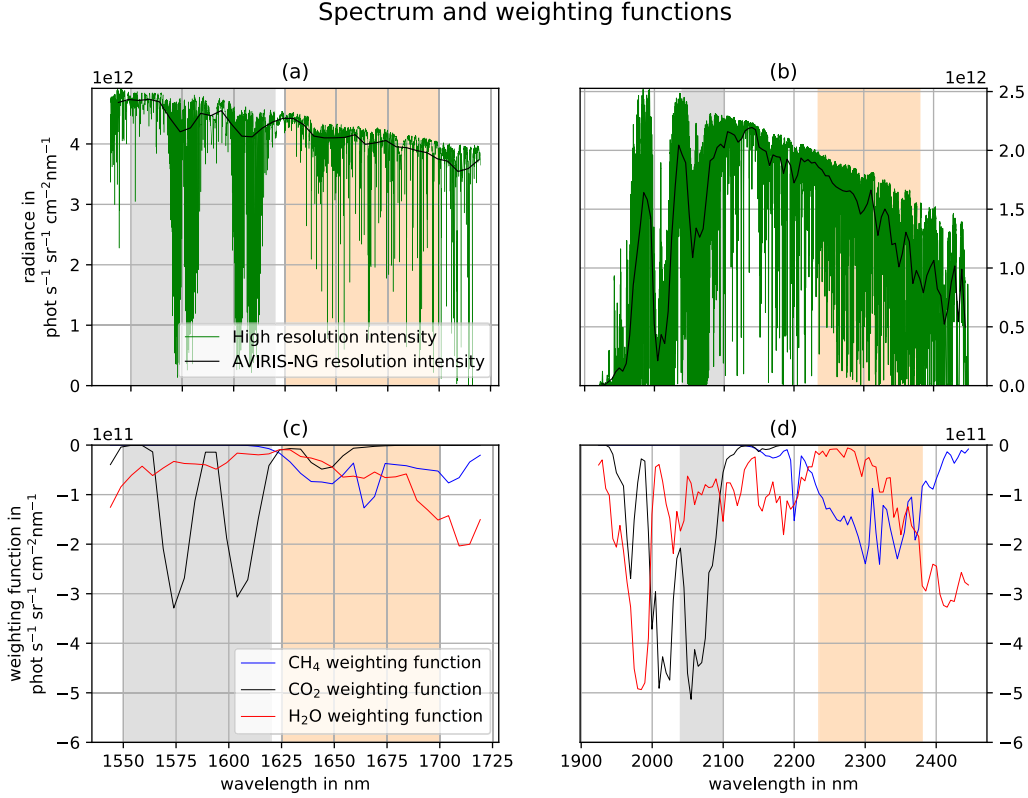 Spectrum and weighting functions
(a)
(b)
1e12
1e12
radiance in
phot s⁻¹ sr⁻¹ cm⁻²nm⁻¹
4
3
2
1
0
High resolution intensity
AVIRIS-NG resolution intensity
2.5
2.0
1.5
1.0
0.5
0.0
(c)
(d)
1e11
1e11
weighting function in
phot s⁻¹ sr⁻¹ cm⁻²nm⁻¹
0
−1
−2
−3
−4
−5
−6
CH₄ weighting function
CO₂ weighting function
H₂O weighting function
0
−1
−2
−3
−4
−5
−6
1550 1575 1600 1625 1650 1675 1700 1725
wavelength in nm
1900 2000 2100 2200 2300 2400
wavelength in nm